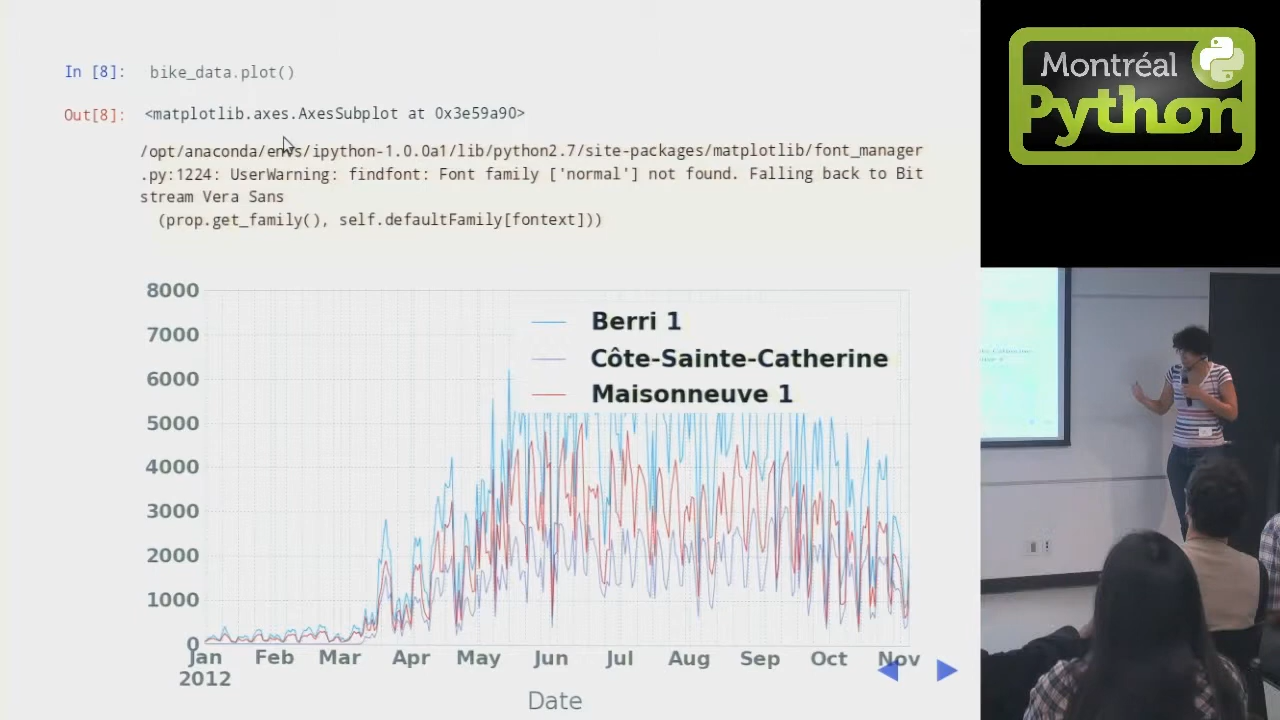 In [8]: bike_data.plot()
Out[8]: <matplotlib.axes.AxesSubplot at 0x3e59a90>
/opt/anaconda/envs/ipython-1.0.0a1/lib/python2.7/site-packages/matplotlib/font_manager
.py:1224: UserWarning: findfont: Font family ['normal'] not found. Falling back to Bit
stream Vera Sans
(prop.get_family(), self.defaultFamily[fontext]))
8000
7000
6000
5000
4000
3000
2000
1000
0
Berri 1
Côte-Sainte-Catherine
Maisonneuve 1
Jan Feb Mar Apr May Jun Jul Aug Sep Oct Nov
2012
Date
Montréal
Python